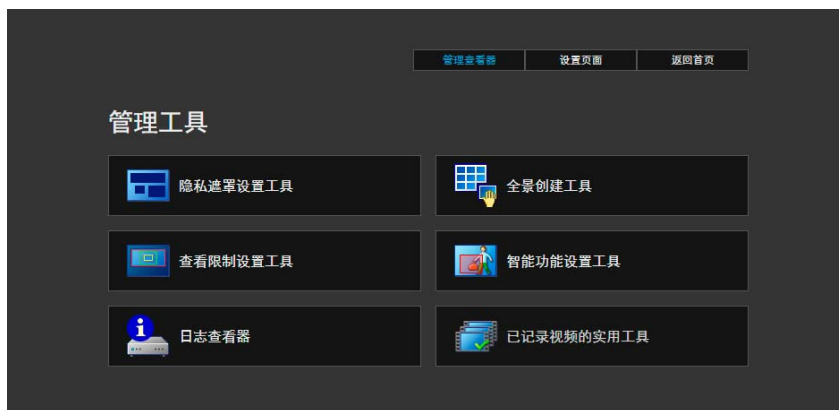 管理查看器 设置页面 返回首页
管理工具
隐私遮罩设置工具 全景创建工具
查看限制设置工具 智能功能设置工具
日志查看器 已记录视频的实用工具